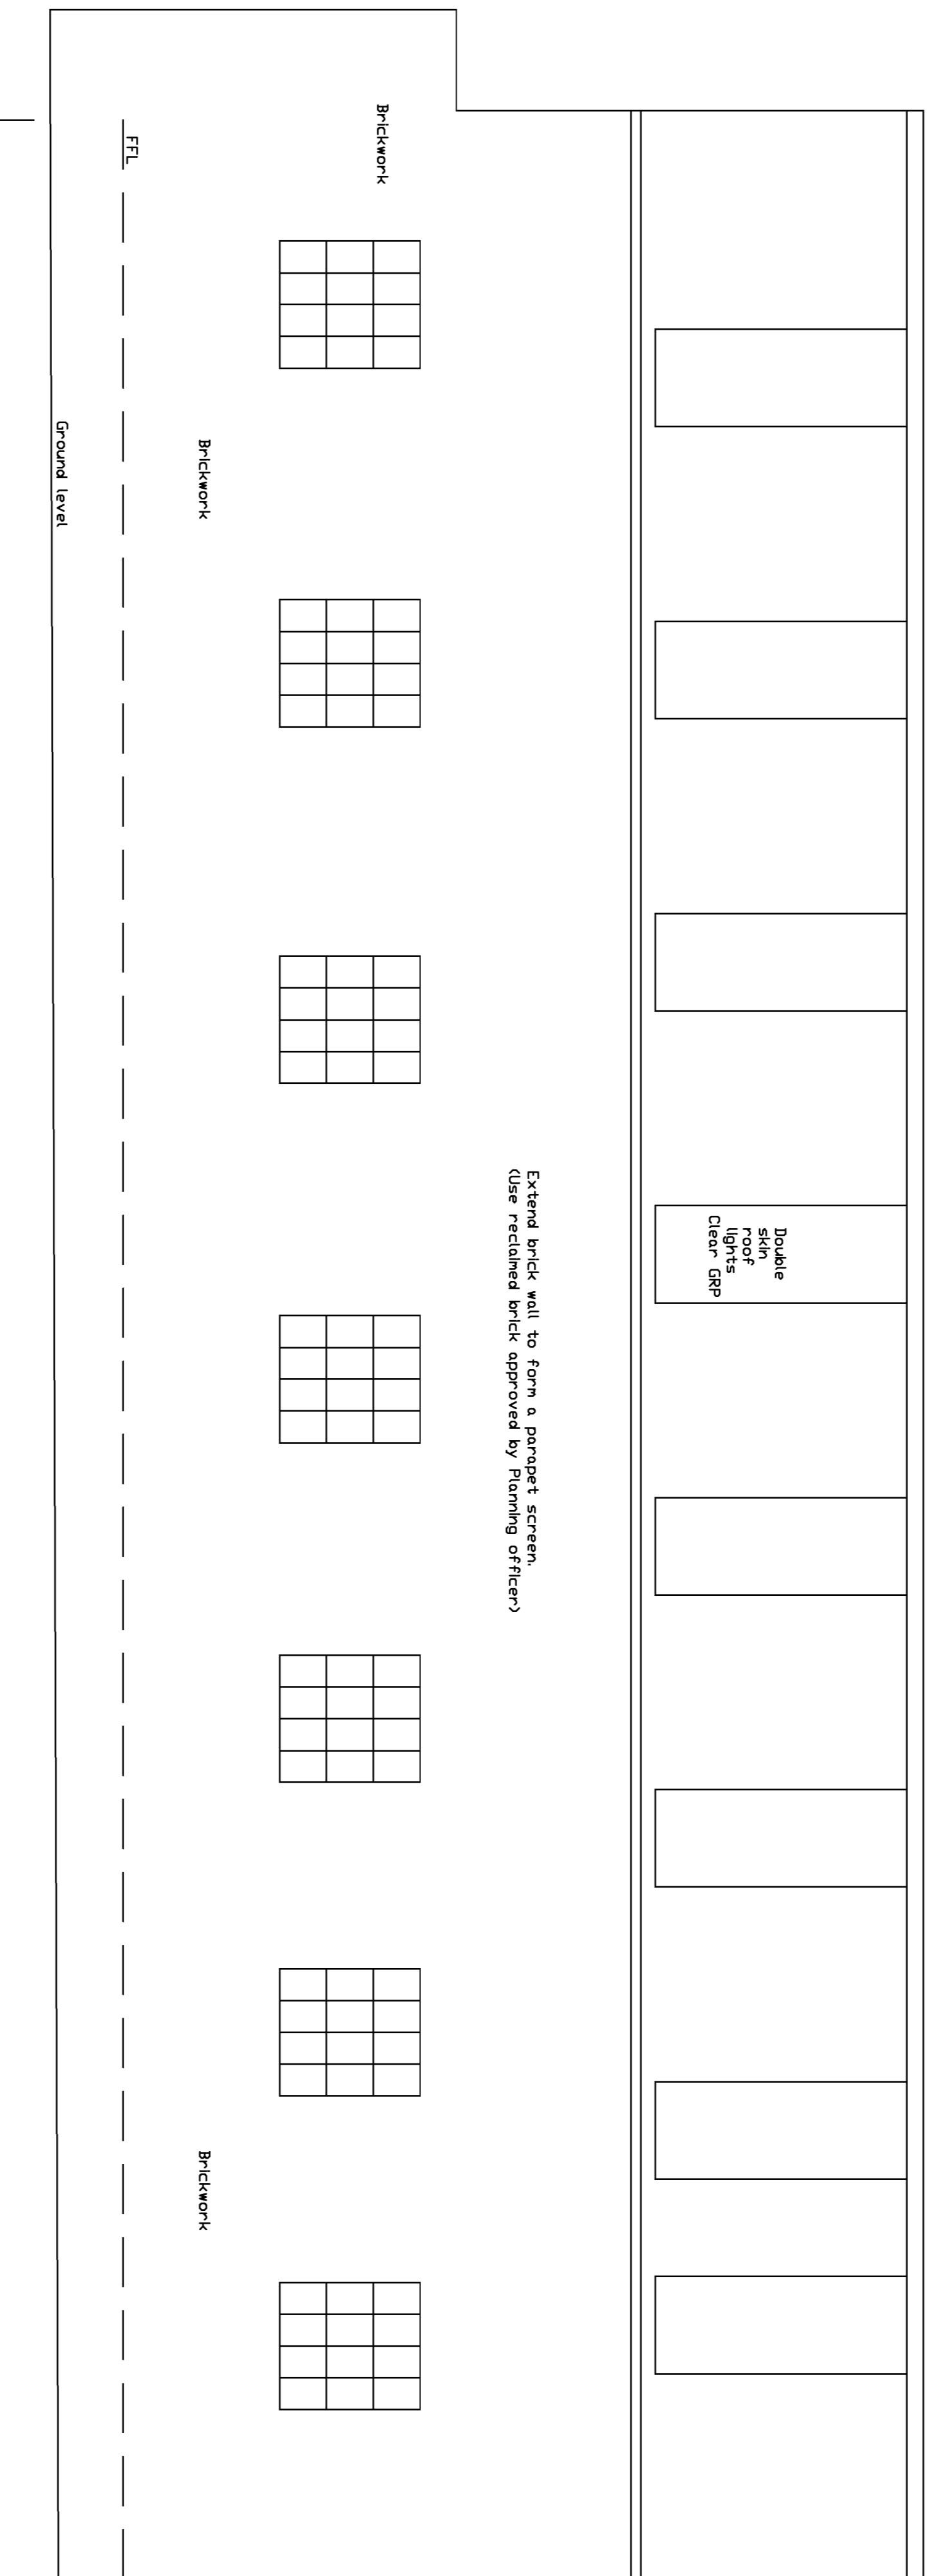 Double
skin
roof
lights
Clear GRP
Extend brick wall to form a parapet screen.
(Use reclaimed brick approved by Planning officer)
Brickwork
Brickwork
Brickwork
FFL
Ground level